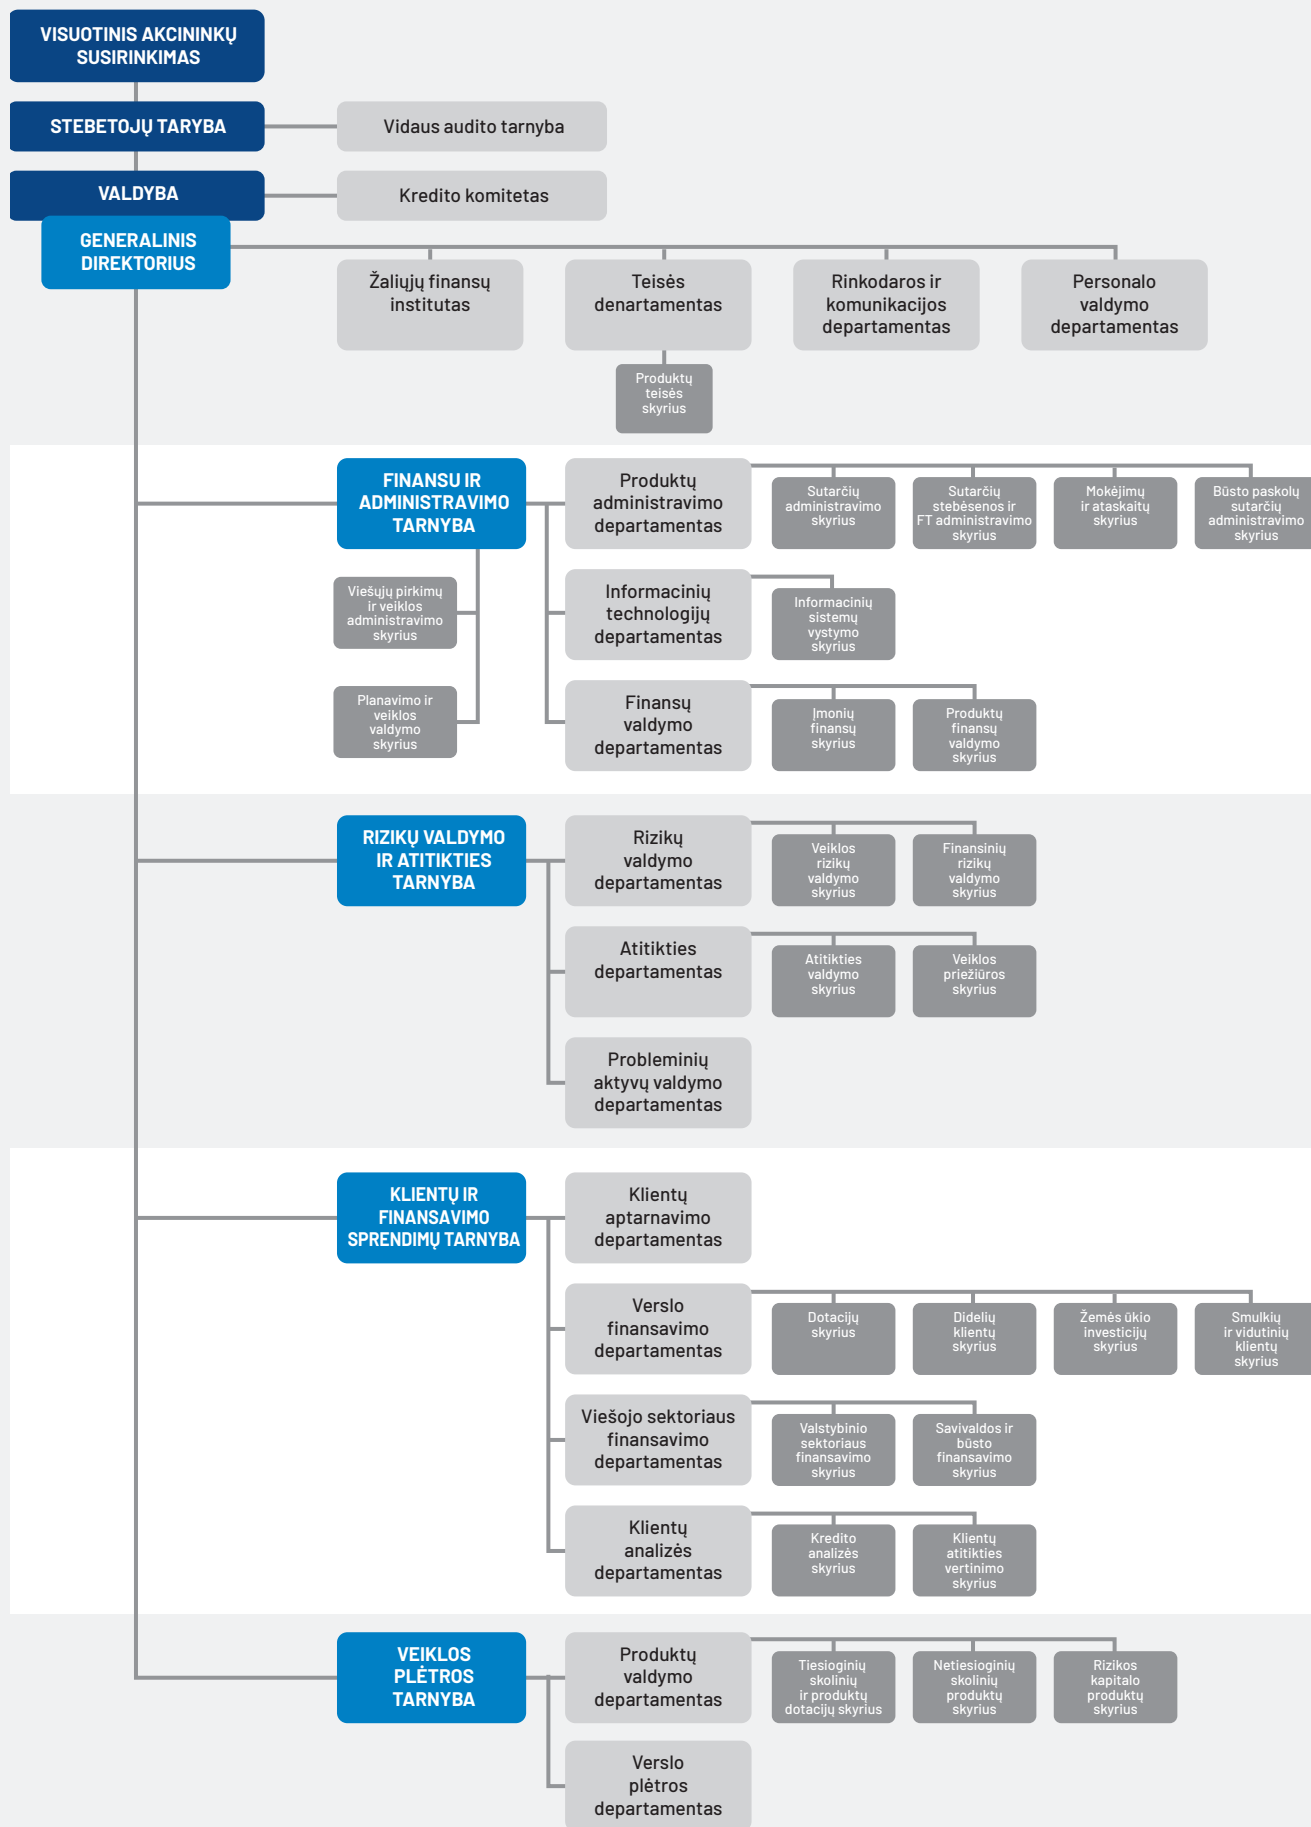 VISUOTINIS AKCININKŲ
SUSIRINKIMAS
STEBETOJŲ TARYBA
Vidaus audito tarnyba
VALDYBA
Kredito komitetas
GENERALINIS
DIREKTORIUS
Žaliųjų finansų
institutas
Teisės
denartamentas
Rinkodaros ir
komunikacijos
departamentas
Personalo
valdymo
departamentas
Produktų
teisės
skyrius
FINANSU IR
ADMINISTRAVIMO
TARNYBA
Produktų
administravimo
departamentas
Sutarčių
administravimo
skyrius
Sutarčių
stebėsenos ir
FT administravimo
skyrius
Mokėjimų
ir ataskaitų
skyrius
Būsto paskolų
sutarčių
administravimo
skyrius
Viešųjų pirkimų
ir veiklos
administravimo
skyrius
Informacinių
technologijų
departamentas
Informacinių
sistemų
vystymo
skyrius
Planavimo ir
veiklos
valdymo
skyrius
Finansų
valdymo
departamentas
Įmonių
finansų
skyrius
Produktų
finansų
valdymo
skyrius
RIZIKŲ VALDYMO
IR ATITIKTIES
TARNYBA
Rizikų
valdymo
departamentas
Veiklos
rizikų
valdymo
skyrius
Finansinių
rizikų
valdymo
skyrius
Atitikties
departamentas
Atitikties
valdymo
skyrius
Veiklos
priežiūros
skyrius
Probleminių
aktyvų valdymo
departamentas
KLIENTŲ IR
FINANSAVIMO
SPRENDIMŲ TARNYBA
Klientų
aptarnavimo
departamentas
Verslo
finansavimo
departamentas
Dotacijų
skyrius
Didelių
klientų
skyrius
Žemės ūkio
investicijų
skyrius
Smulkių
ir vidutinių
klientų
skyrius
Viešojo sektoriaus
finansavimo
departamentas
Valstybinio
sektoriaus
finansavimo
skyrius
Savivaldos ir
būsto
finansavimo
skyrius
Klientų
analizės
departamentas
Kredito
analizės
skyrius
Klientų
atitikties
vertinimo
skyrius
VEIKLOS
PLĖTROS
TARNYBA
Produktų
valdymo
departamentas
Tiesioginių
skolinių
ir produktų
dotacijų skyrius
Netiesioginių
skolinių
produktų
skyrius
Rizikos
kapitalo
produktų
skyrius
Verslo
plėtros
departamentas